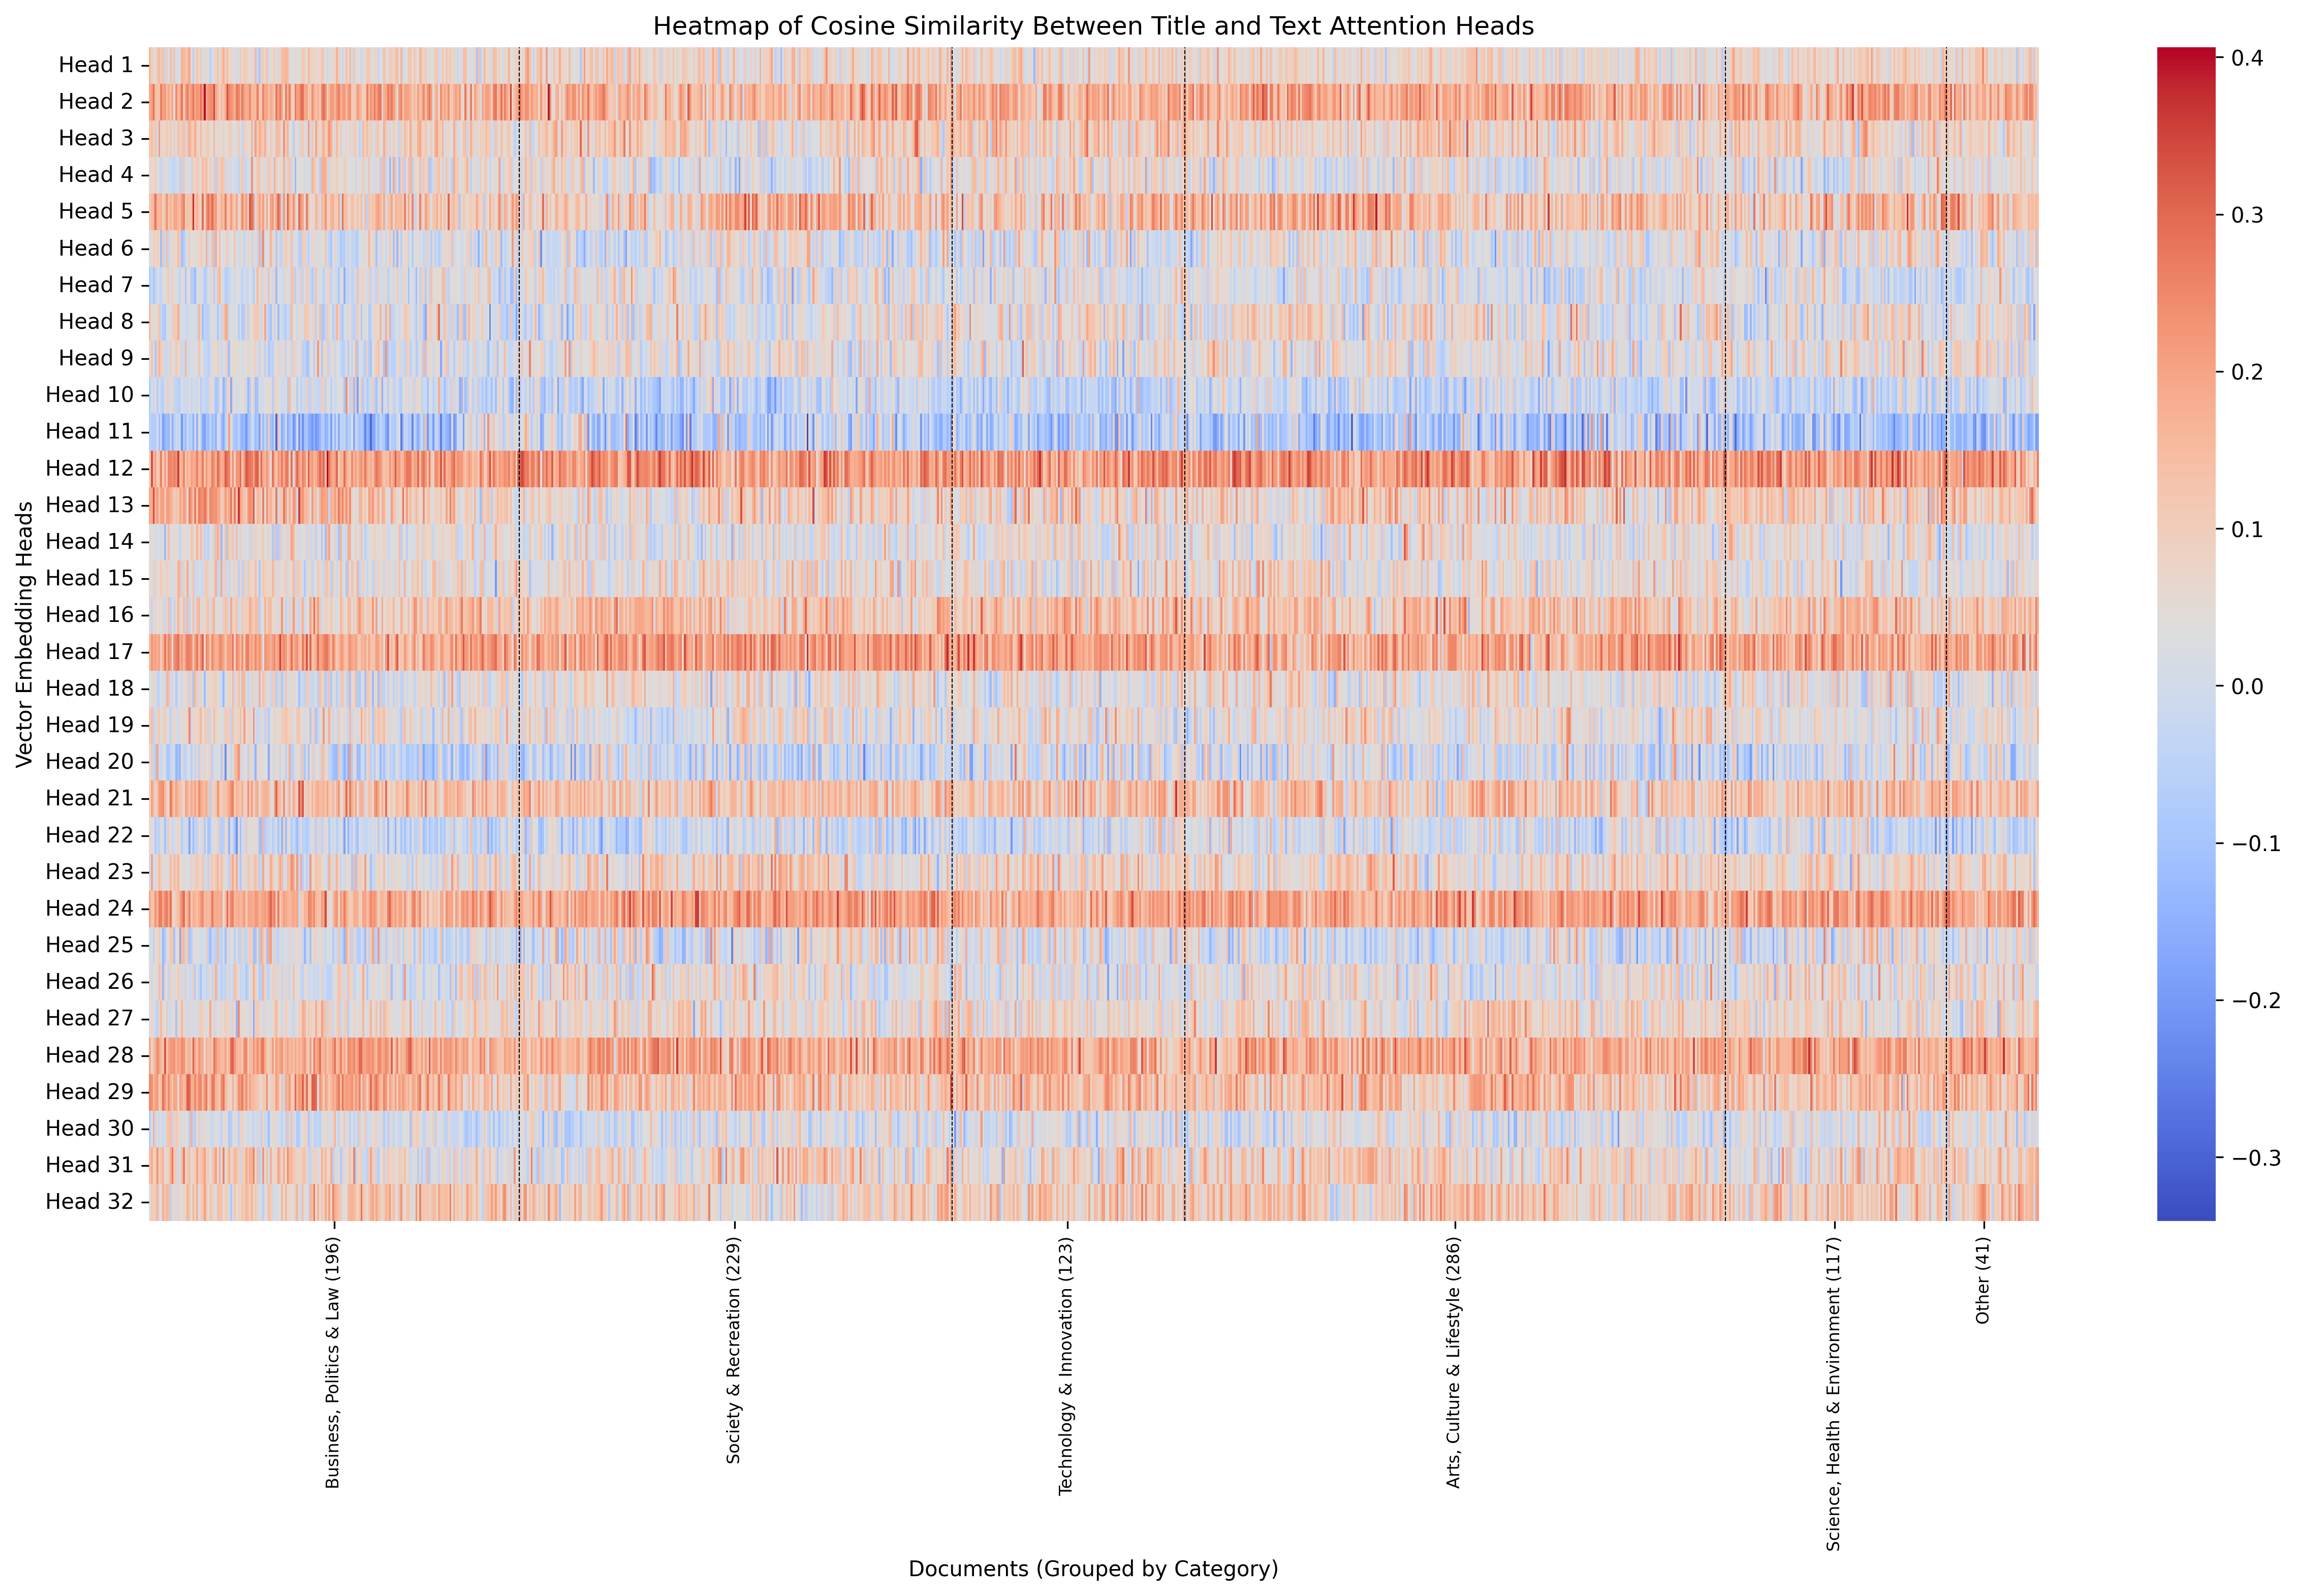 Heatmap of Cosine Similarity Between Title and Text Attention Heads
Vector Embedding Heads
Head 1
Head 2
Head 3
Head 4
Head 5
Head 6
Head 7
Head 8
Head 9
Head 10
Head 11
Head 12
Head 13
Head 14
Head 15
Head 16
Head 17
Head 18
Head 19
Head 20
Head 21
Head 22
Head 23
Head 24
Head 25
Head 26
Head 27
Head 28
Head 29
Head 30
Head 31
Head 32
0.4
0.3
0.2
0.1
0.0
−0.1
−0.2
−0.3
Business, Politics & Law (196)
Society & Recreation (229)
Technology & Innovation (123)
Arts, Culture & Lifestyle (286)
Science, Health & Environment (117)
Other (41)
Documents (Grouped by Category)